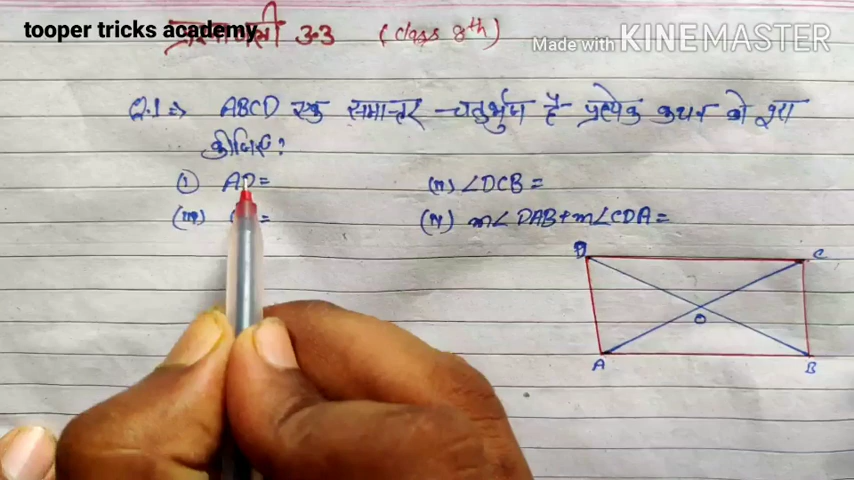 tooper tricks academy
प्रश्नावली 3.3 (class 8th)
Made with KINEMASTER
Q.1⇒ ABCD एक समान्तर चतुर्भुज है प्रत्येक कथन को पूरा
कीजिए?
(i) AD= (ii) ∠DCB=
(iii) = (iv) m∠DAB+m∠CDA=
D C
O
A B